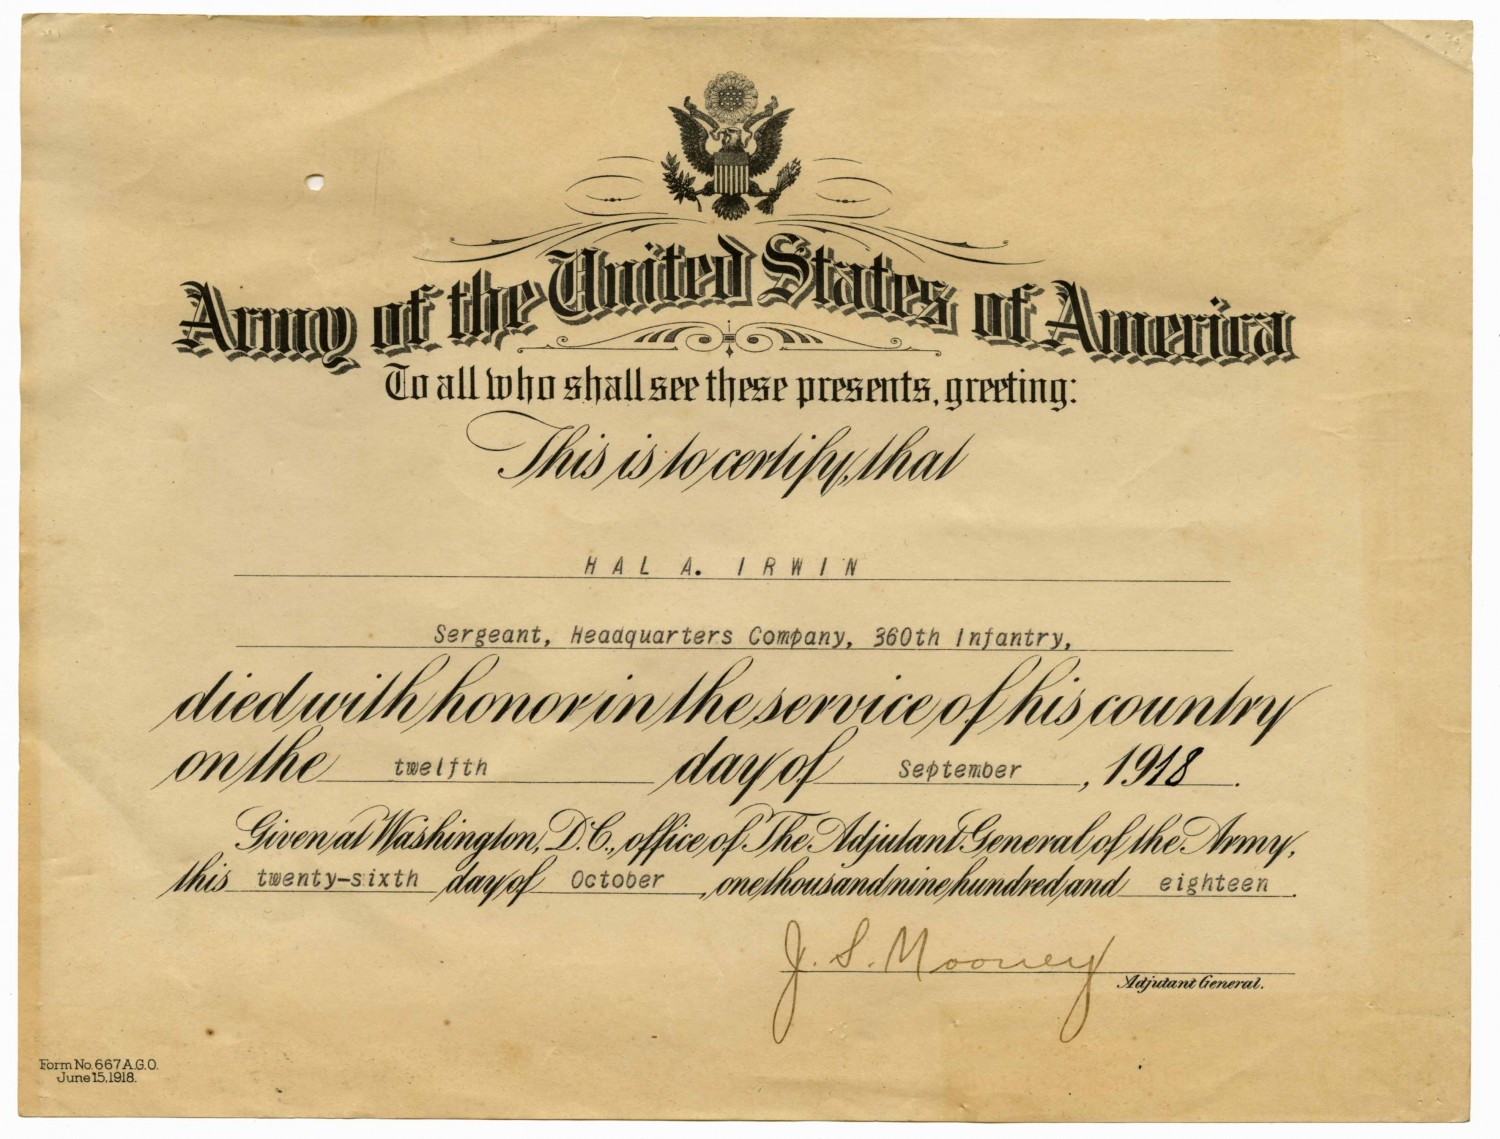 Army of the United States of America
To all who shall see these presents, greeting:
This is to certify, that
HAL A. IRWIN
Sergeant, Headquarters Company, 360th Infantry,
died with honor in the service of his country
on the twelfth day of September, 1918.
Given at Washington, D.C., office of The Adjutant General of the Army,
this twenty-sixth day of October, one thousand nine hundred and eighteen.
J. S. Mooney
Adjutant General.
Form No. 667 A.G.O.
June 15, 1918.